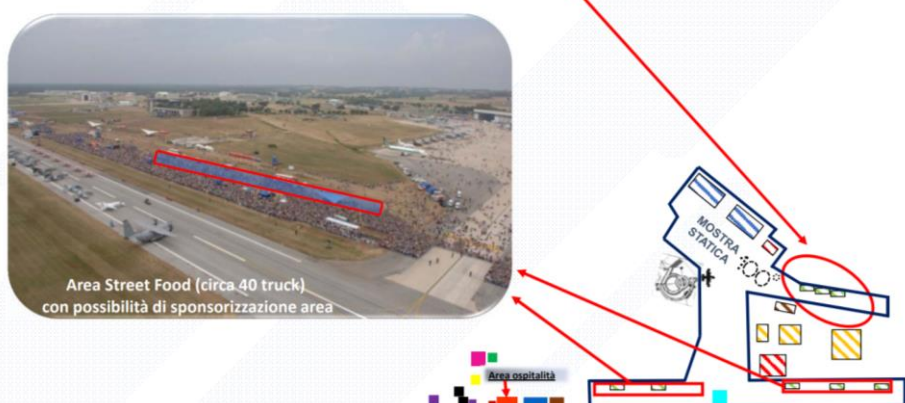 Area Street Food (circa 40 truck)
con possibilità di sponsorizzazione area
MOSTRA
STATICA
Area ospitalità